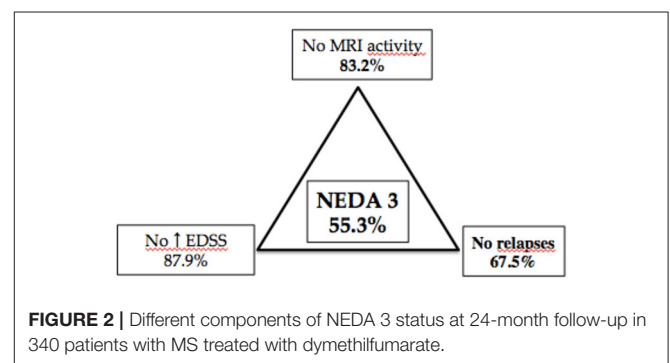 No MRI activity
83.2%
NEDA 3
55.3%
No ↑ EDSS
87.9%
No relapses
67.5%
FIGURE 2 | Different components of NEDA 3 status at 24-month follow-up in
340 patients with MS treated with dymethilfumarate.